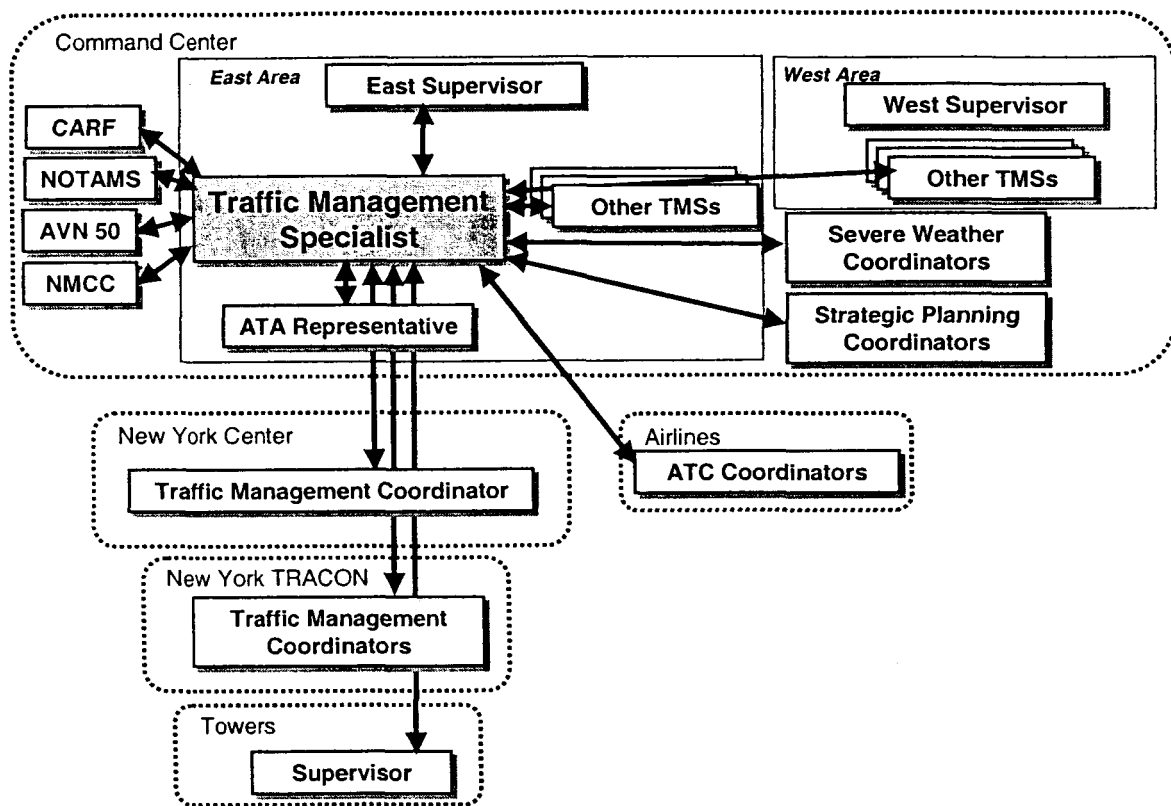 Command Center
East Area
East Supervisor
West Area
West Supervisor
CARF
NOTAMS
AVN 50
NMCC
Traffic Management
Specialist
Other TMSs
Other TMSs
Severe Weather
Coordinators
Strategic Planning
Coordinators
ATA Representative
New York Center
Traffic Management Coordinator
Airlines
ATC Coordinators
New York TRACON
Traffic Management
Coordinators
Towers
Supervisor